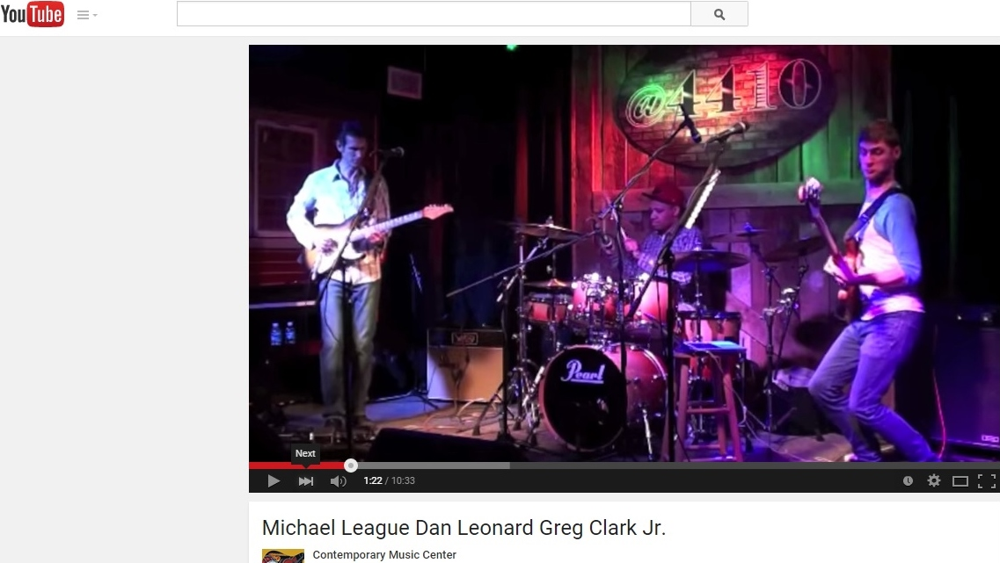 YouTube
@4410
Pearl
Next
1:22 / 10:33
Michael League Dan Leonard Greg Clark Jr.
Contemporary Music Center